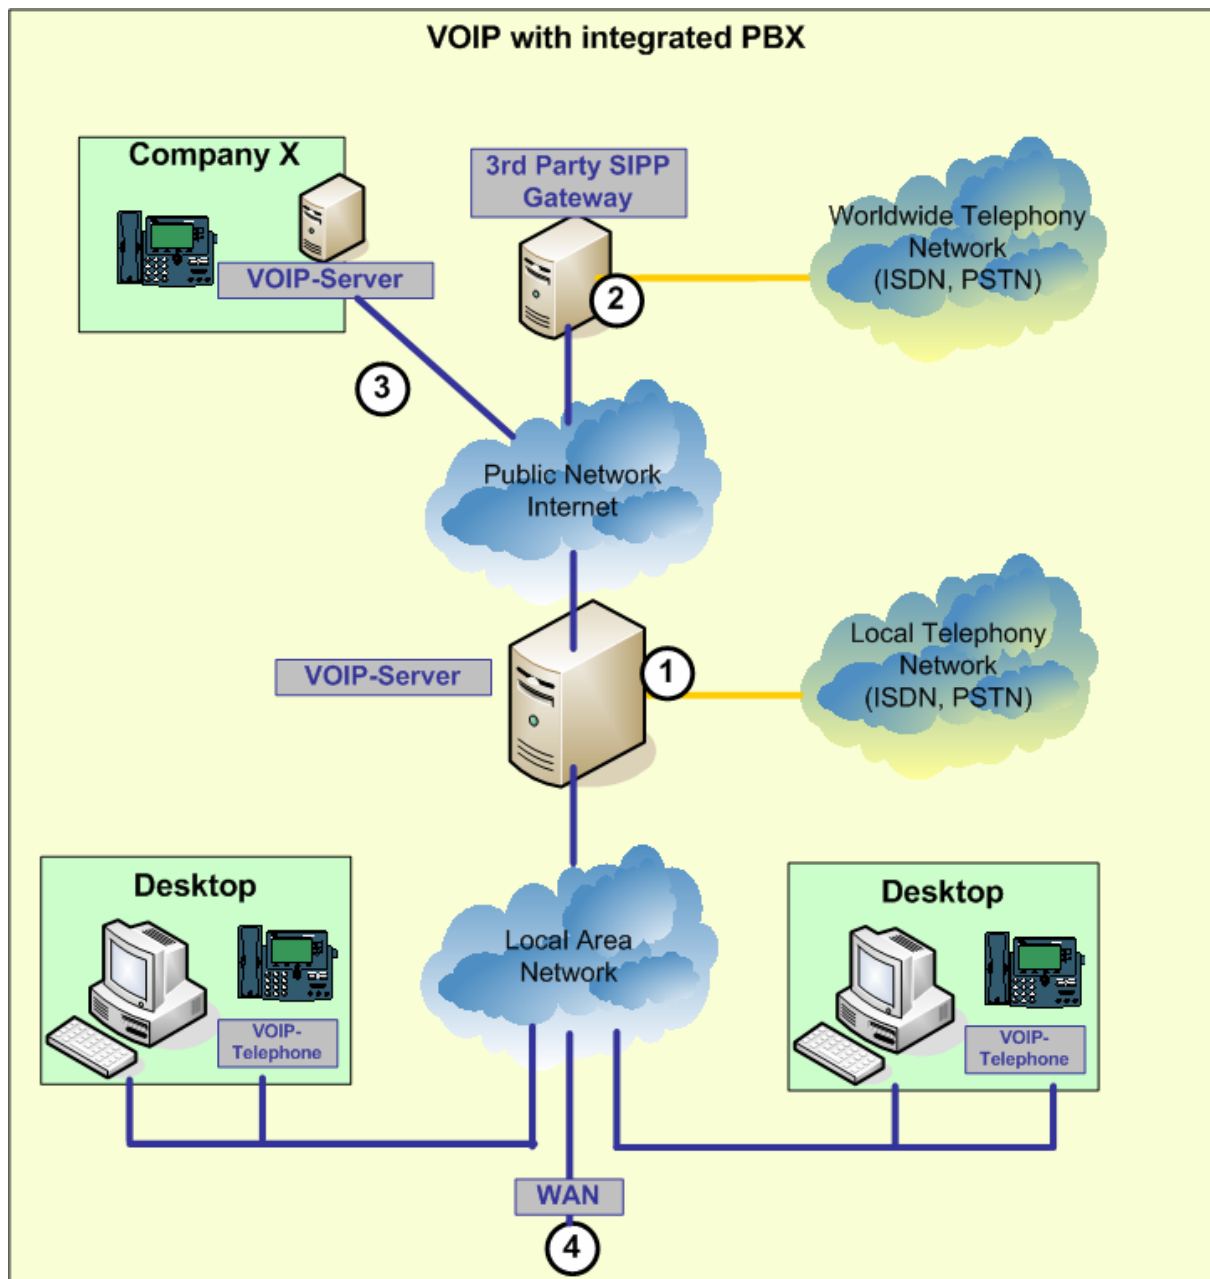 VOIP with integrated PBX
Company X
VOIP-Server
3rd Party SIPP
Gateway
2
Worldwide Telephony
Network
(ISDN, PSTN)
3
Public Network
Internet
VOIP-Server
1
Local Telephony
Network
(ISDN, PSTN)
Desktop
VOIP-
Telephone
Local Area
Network
Desktop
VOIP-
Telephone
WAN
4